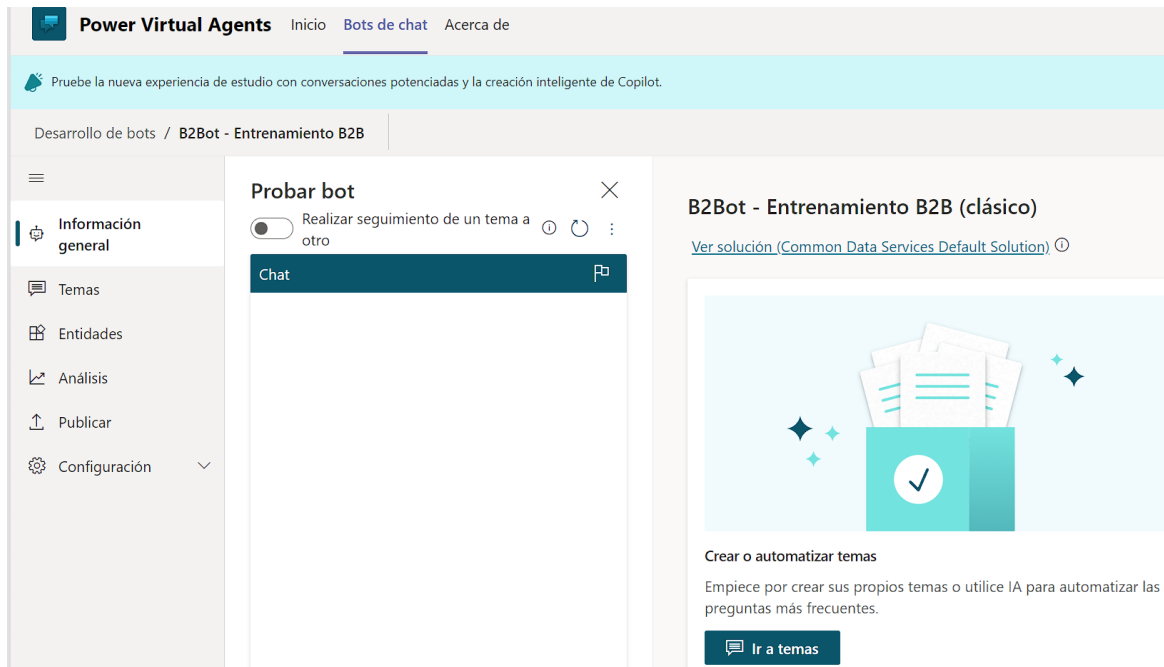 Power Virtual Agents Inicio Bots de chat Acerca de
Pruebe la nueva experiencia de estudio con conversaciones potenciadas y la creación inteligente de Copilot.
Desarrollo de bots / B2Bot - Entrenamiento B2B
Información
general
Temas
Entidades
Análisis
Publicar
Configuración
Probar bot
Realizar seguimiento de un tema a
otro
Chat
B2Bot - Entrenamiento B2B (clásico)
Ver solución (Common Data Services Default Solution)
Crear o automatizar temas
Empiece por crear sus propios temas o utilice IA para automatizar las
preguntas más frecuentes.
Ir a temas